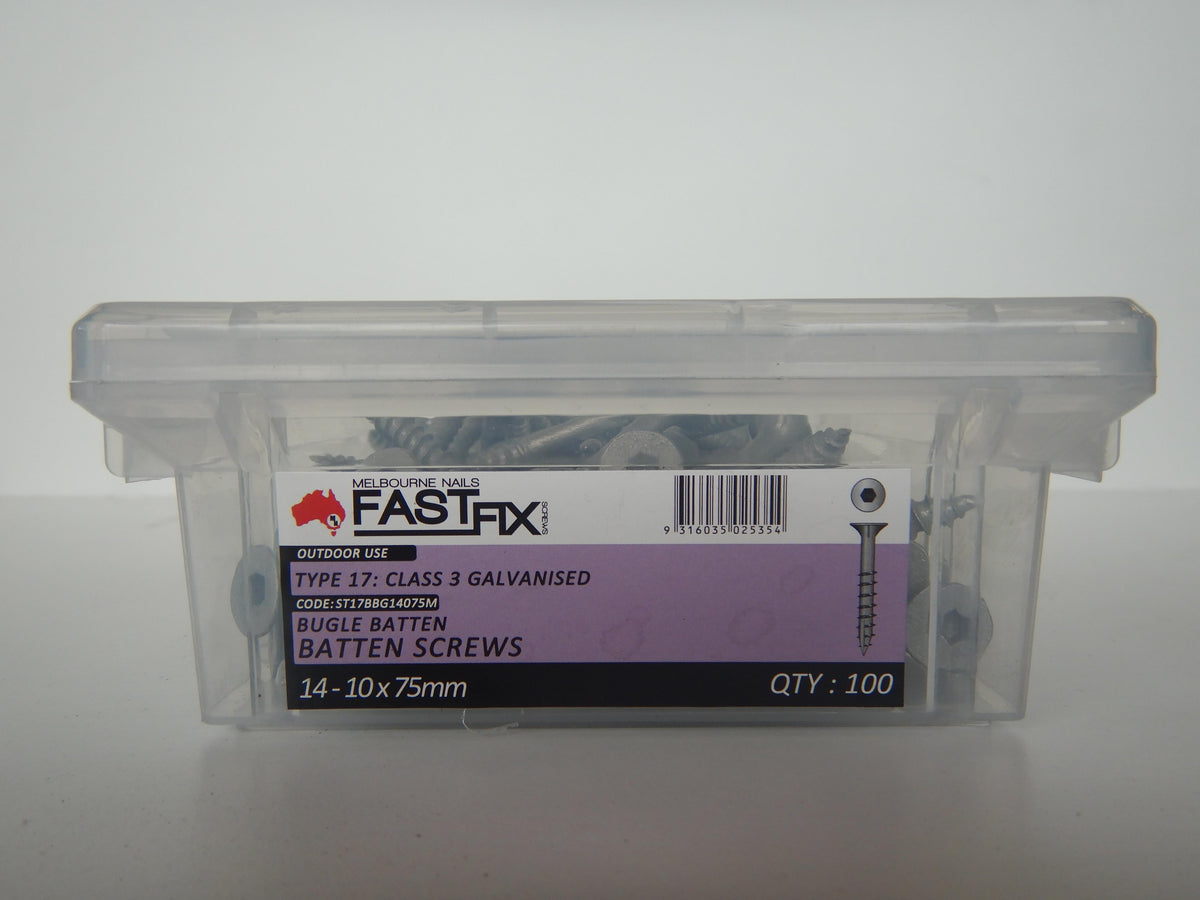 MELBOURNE NAILS
FASTFIX
SCREWS
9 316035 025354
OUTDOOR USE
TYPE 17: CLASS 3 GALVANISED
CODE: ST17BBG14075M
BUGLE BATTEN
BATTEN SCREWS
14 - 10 x 75mm
QTY : 100